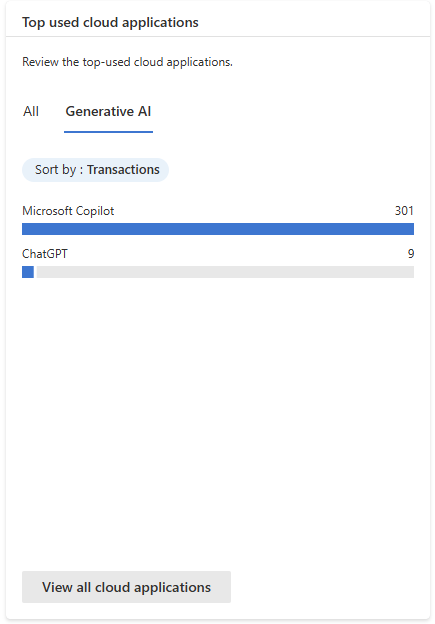 Top used cloud applications
Review the top-used cloud applications.
All Generative AI
Sort by : Transactions
Microsoft Copilot 301
ChatGPT 9
View all cloud applications